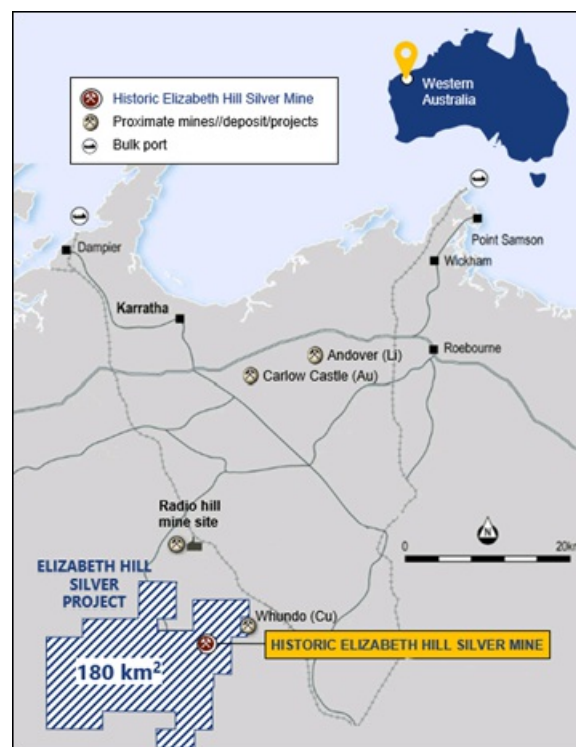 Western
Australia
Historic Elizabeth Hill Silver Mine
Proximate mines//deposit/projects
Bulk port
Dampier
Point Samson
Wickham
Karratha
Roebourne
Andover (Li)
Carlow Castle (Au)
Radio hill
mine site
N
0
20km
ELIZABETH HILL
SILVER
PROJECT
Whundo (Cu)
HISTORIC ELIZABETH HILL SILVER MINE
180 km²